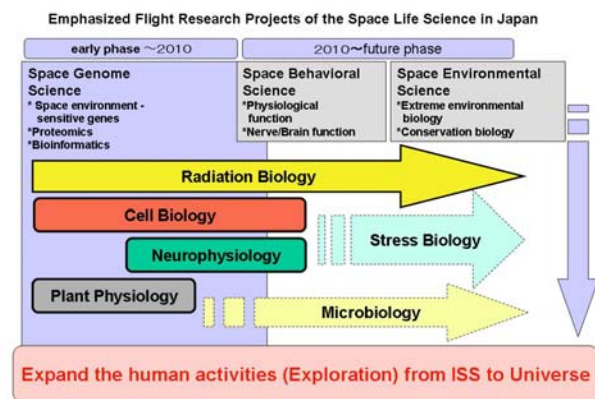 Emphasized Flight Research Projects of the Space Life Science in Japan
early phase ～2010
2010～future phase
Space Genome
Science
* Space environment -
sensitive genes
*Proteomics
*Bioinformatics
Space Behavioral
Science
*Physiological
function
*Nerve/Brain function
Space Environmental
Science
*Extreme environmental
biology
*Conservation biology
Radiation Biology
Cell Biology
Neurophysiology
Stress Biology
Plant Physiology
Microbiology
Expand the human activities (Exploration) from ISS to Universe